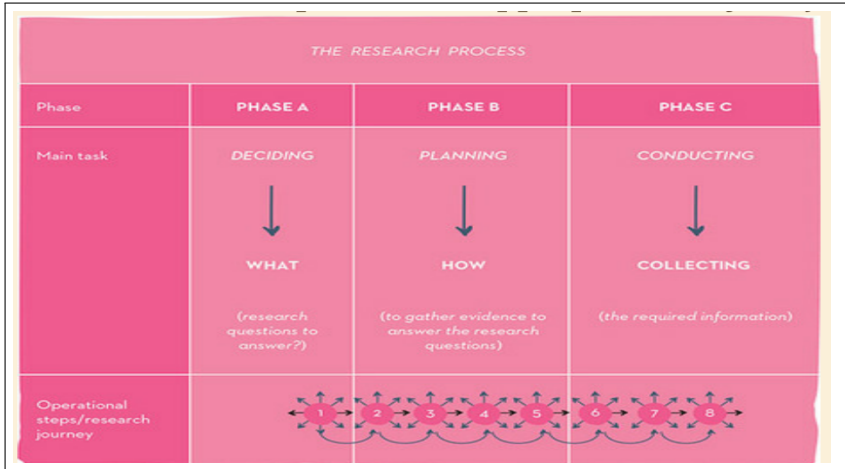 THE RESEARCH PROCESS
Phase
PHASE A
PHASE B
PHASE C
Main task
DECIDING
PLANNING
CONDUCTING
WHAT
HOW
COLLECTING
(research
questions to
answer?)
(to gather evidence to
answer the research
questions)
(the required information)
Operational
steps/research
journey
1 2 3 4 5 6 7 8